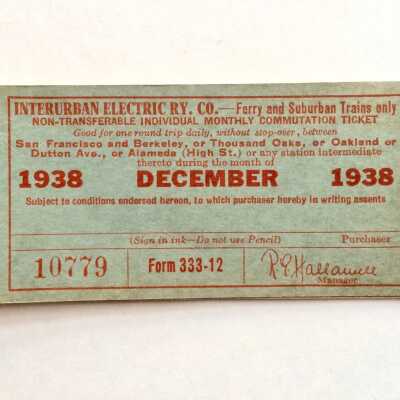 INTERURBAN ELECTRIC RY. CO.—Ferry and Suburban Trains only
NON-TRANSFERABLE INDIVIDUAL MONTHLY COMMUTATION TICKET
Good for one round trip daily, without stop-over, between
San Francisco and Berkeley, or Thousand Oaks, or Oakland or
Dutton Ave., or Alameda (High St.) or any station intermediate
thereto during the month of
1938 DECEMBER 1938
Subject to conditions endorsed hereon, to which purchaser hereby in writing assents
(Sign in ink—Do not use Pencil) Purchaser
10779 Form 333-12 R E Hallawell
Manager